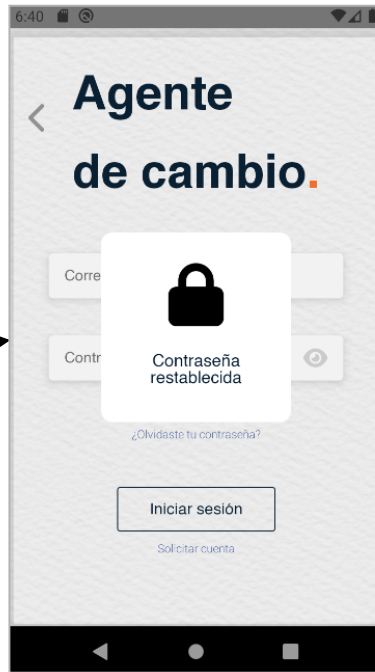 6:40
Agente
de cambio.
Corre
Contr
Contraseña
restablecida
¿Olvidaste tu contraseña?
Iniciar sesión
Solicitar cuenta